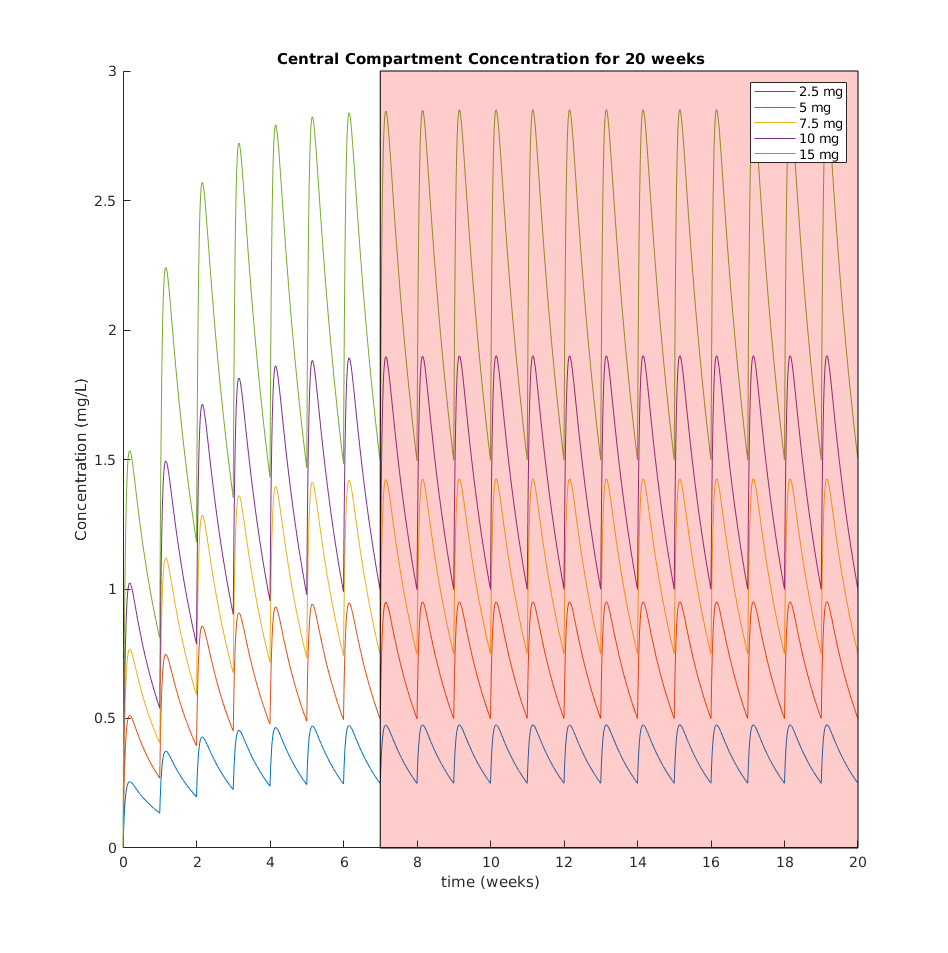 Central Compartment Concentration for 20 weeks
3
2.5
2
1.5
1
0.5
0
Concentration (mg/L)
2.5 mg
5 mg
7.5 mg
10 mg
15 mg
0 2 4 6 8 10 12 14 16 18 20
time (weeks)